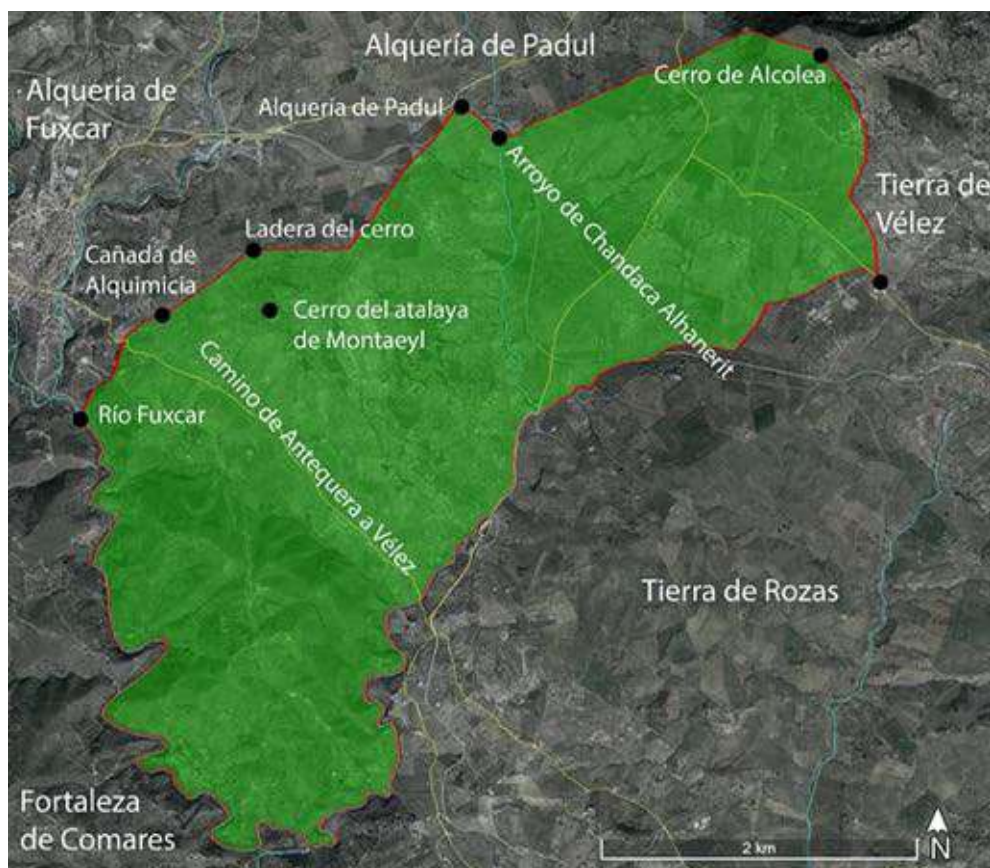 Alquería de Padul
Cerro de Alcolea
Alquería de
Fuxcar
Alquería de Padul
Arroyo de Chandaca Alhanerit
Tierra de
Vélez
Ladera del cerro
Cañada de
Alquimicia
Cerro del atalaya
de Montaeyl
Camino de Antequera a Vélez
Río Fuxcar
Tierra de Rozas
Fortaleza
de Comares
2 km
N